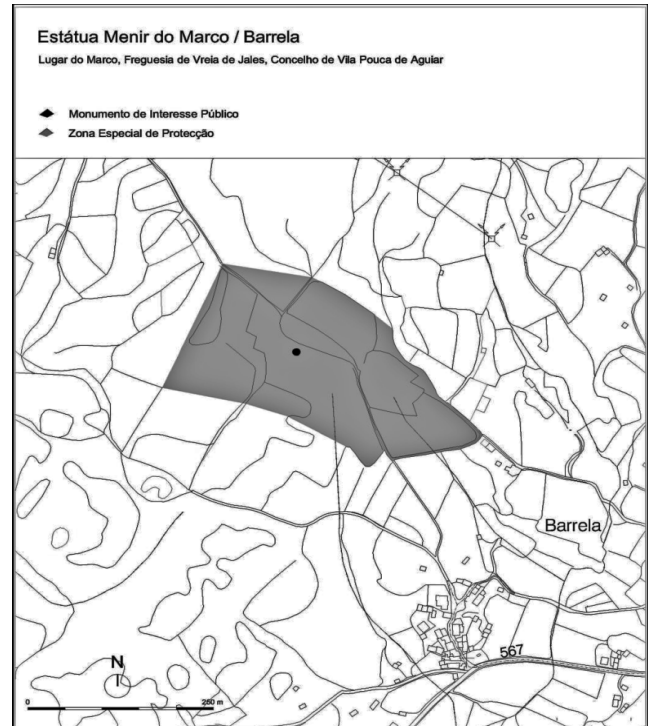 Estátua Menir do Marco / Barrela
Lugar do Marco, Freguesia de Vreia de Jales, Concelho de Vila Pouca de Aguiar
Monumento de Interesse Público
Zona Especial de Protecção
Barrela
567
N
0 250 m